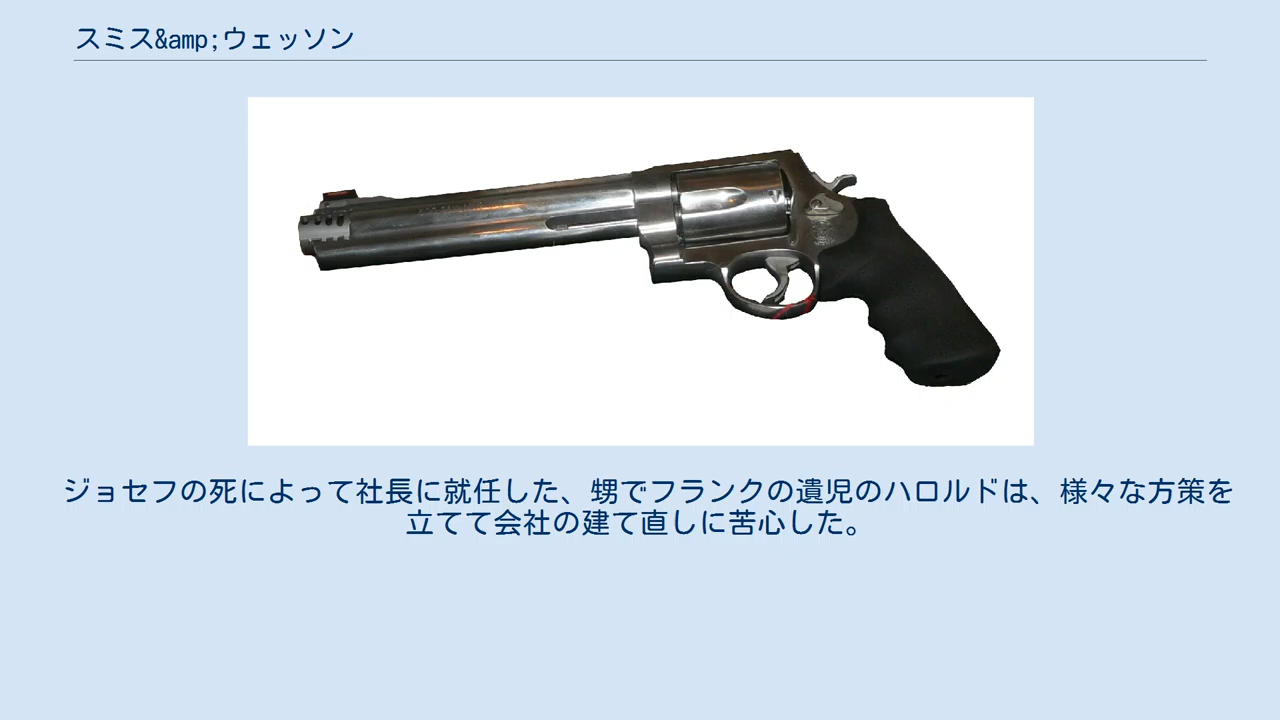 スミス&amp;ウェッソン
ジョセフの死によって社長に就任した、甥でフランクの遺児のハロルドは、様々な方策を
立てて会社の建て直しに苦心した。